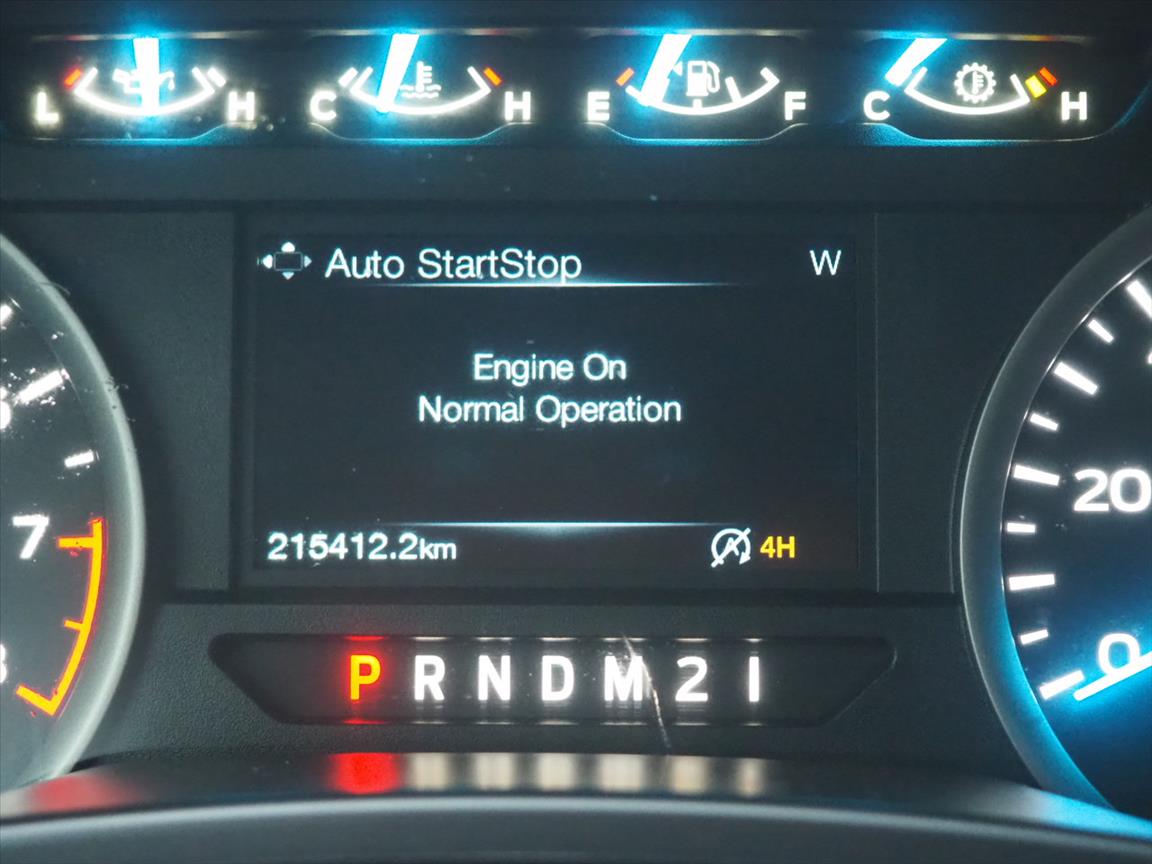 L H C H E F C H
Auto StartStop W
Engine On
Normal Operation
215412.2km 4H
7
20
0
P R N D M 2 1